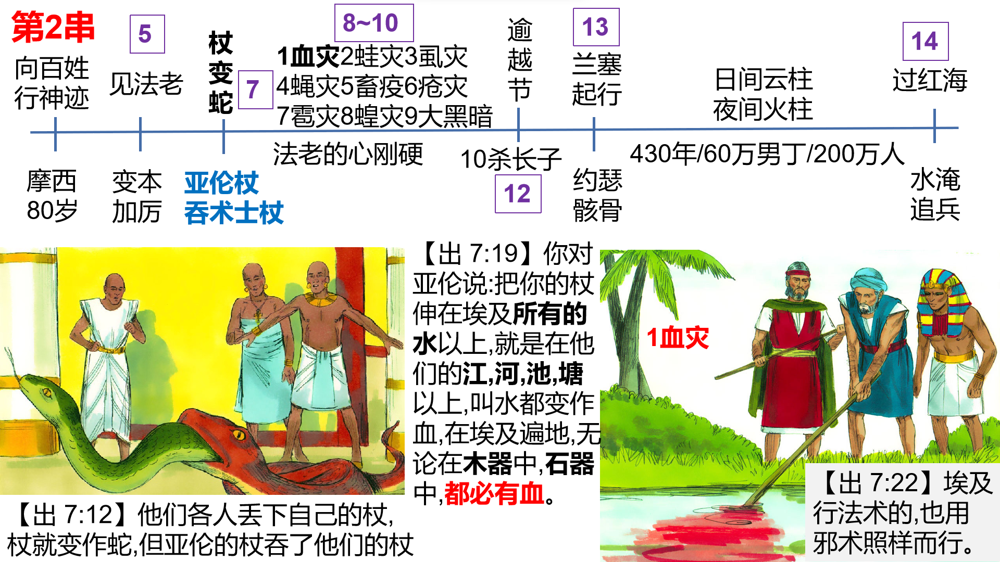 第2串
向百姓
行神迹
5
见法老
杖
变
蛇
7
8~10
1血灾2蛙灾3虱灾
4蝇灾5畜疫6疮灾
7雹灾8蝗灾9大黑暗
逾
越
节
13
兰塞
起行
日间云柱
夜间火柱
14
过红海
摩西
80岁
变本
加厉
亚伦杖
吞术士杖
法老的心刚硬
10杀长子
12
约瑟
骸骨
430年/60万男丁/200万人
水淹
追兵
【出 7:12】他们各人丢下自己的杖,
杖就变作蛇,但亚伦的杖吞了他们的杖
【出 7:19】你对
亚伦说:把你的杖
伸在埃及所有的
水以上,就是在他
们的江,河,池,塘
以上,叫水都变作
血,在埃及遍地,无
论在木器中,石器
中,都必有血。
1血灾
【出 7:22】埃及
行法术的,也用
邪术照样而行。